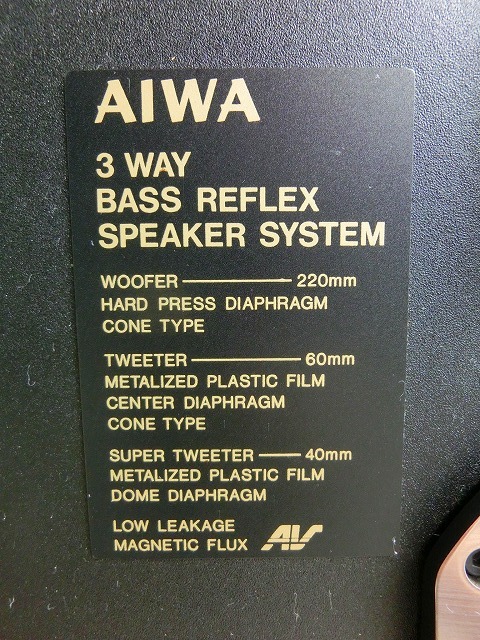 AIWA
3 WAY
BASS REFLEX
SPEAKER SYSTEM
WOOFER 220mm
HARD PRESS DIAPHRAGM
CONE TYPE
TWEETER 60mm
METALIZED PLASTIC FILM
CENTER DIAPHRAGM
CONE TYPE
SUPER TWEETER 40mm
METALIZED PLASTIC FILM
DOME DIAPHRAGM
LOW LEAKAGE
MAGNETIC FLUX AV